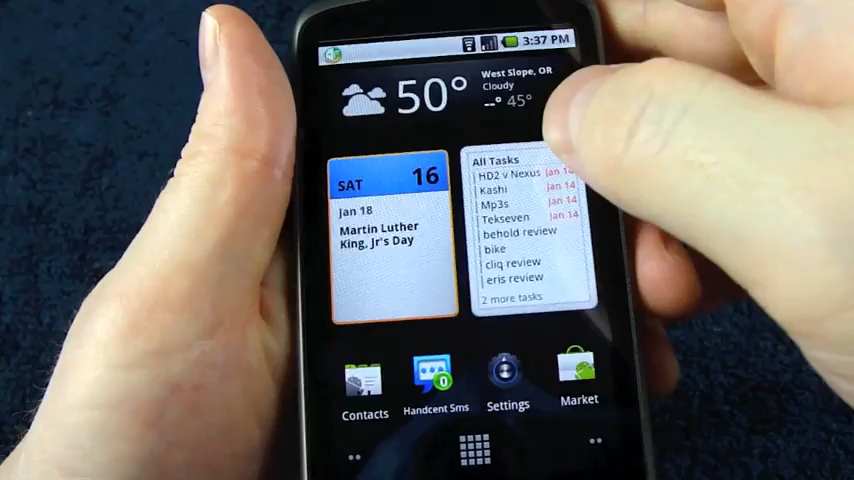 3:37 PM
50°
West Slope, OR
Cloudy
--° 45°
SAT 16
Jan 18
Martin Luther
King, Jr's Day
All Tasks
HD2 v Nexus Jan 14
Kashi Jan 14
Mp3s Jan 14
Tekseven Jan 14
behold review
bike
cliq review
eris review
2 more tasks
0
Contacts
Handcent Sms
Settings
Market